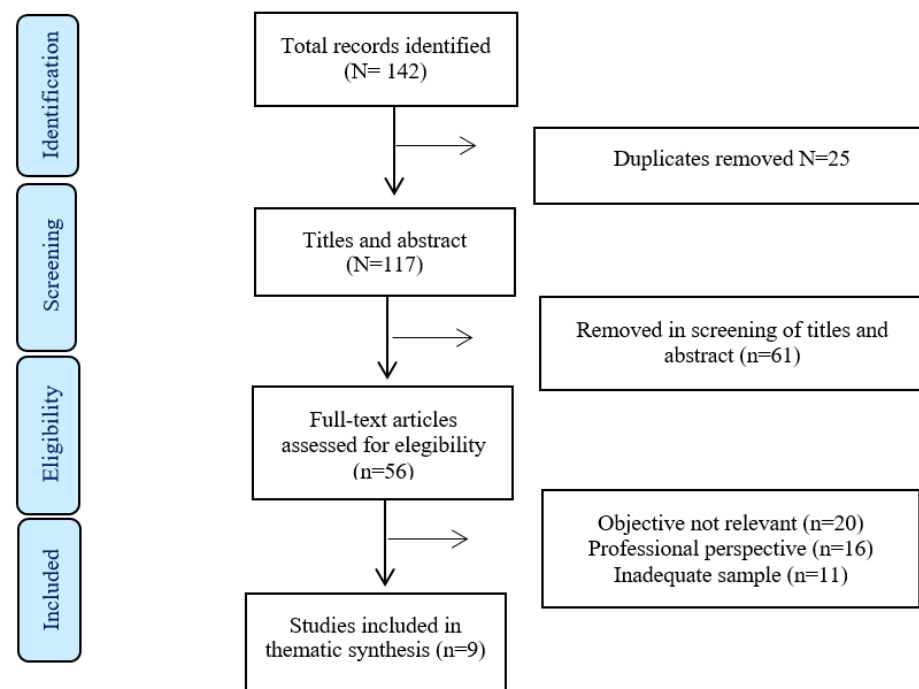 Identification
Total records identified
(N= 142)
Duplicates removed N=25
Screening
Titles and abstract
(N=117)
Removed in screening of titles and
abstract (n=61)
Eligibility
Full-text articles
assessed for elegibility
(n=56)
Objective not relevant (n=20)
Professional perspective (n=16)
Inadequate sample (n=11)
Included
Studies included in
thematic synthesis (n=9)